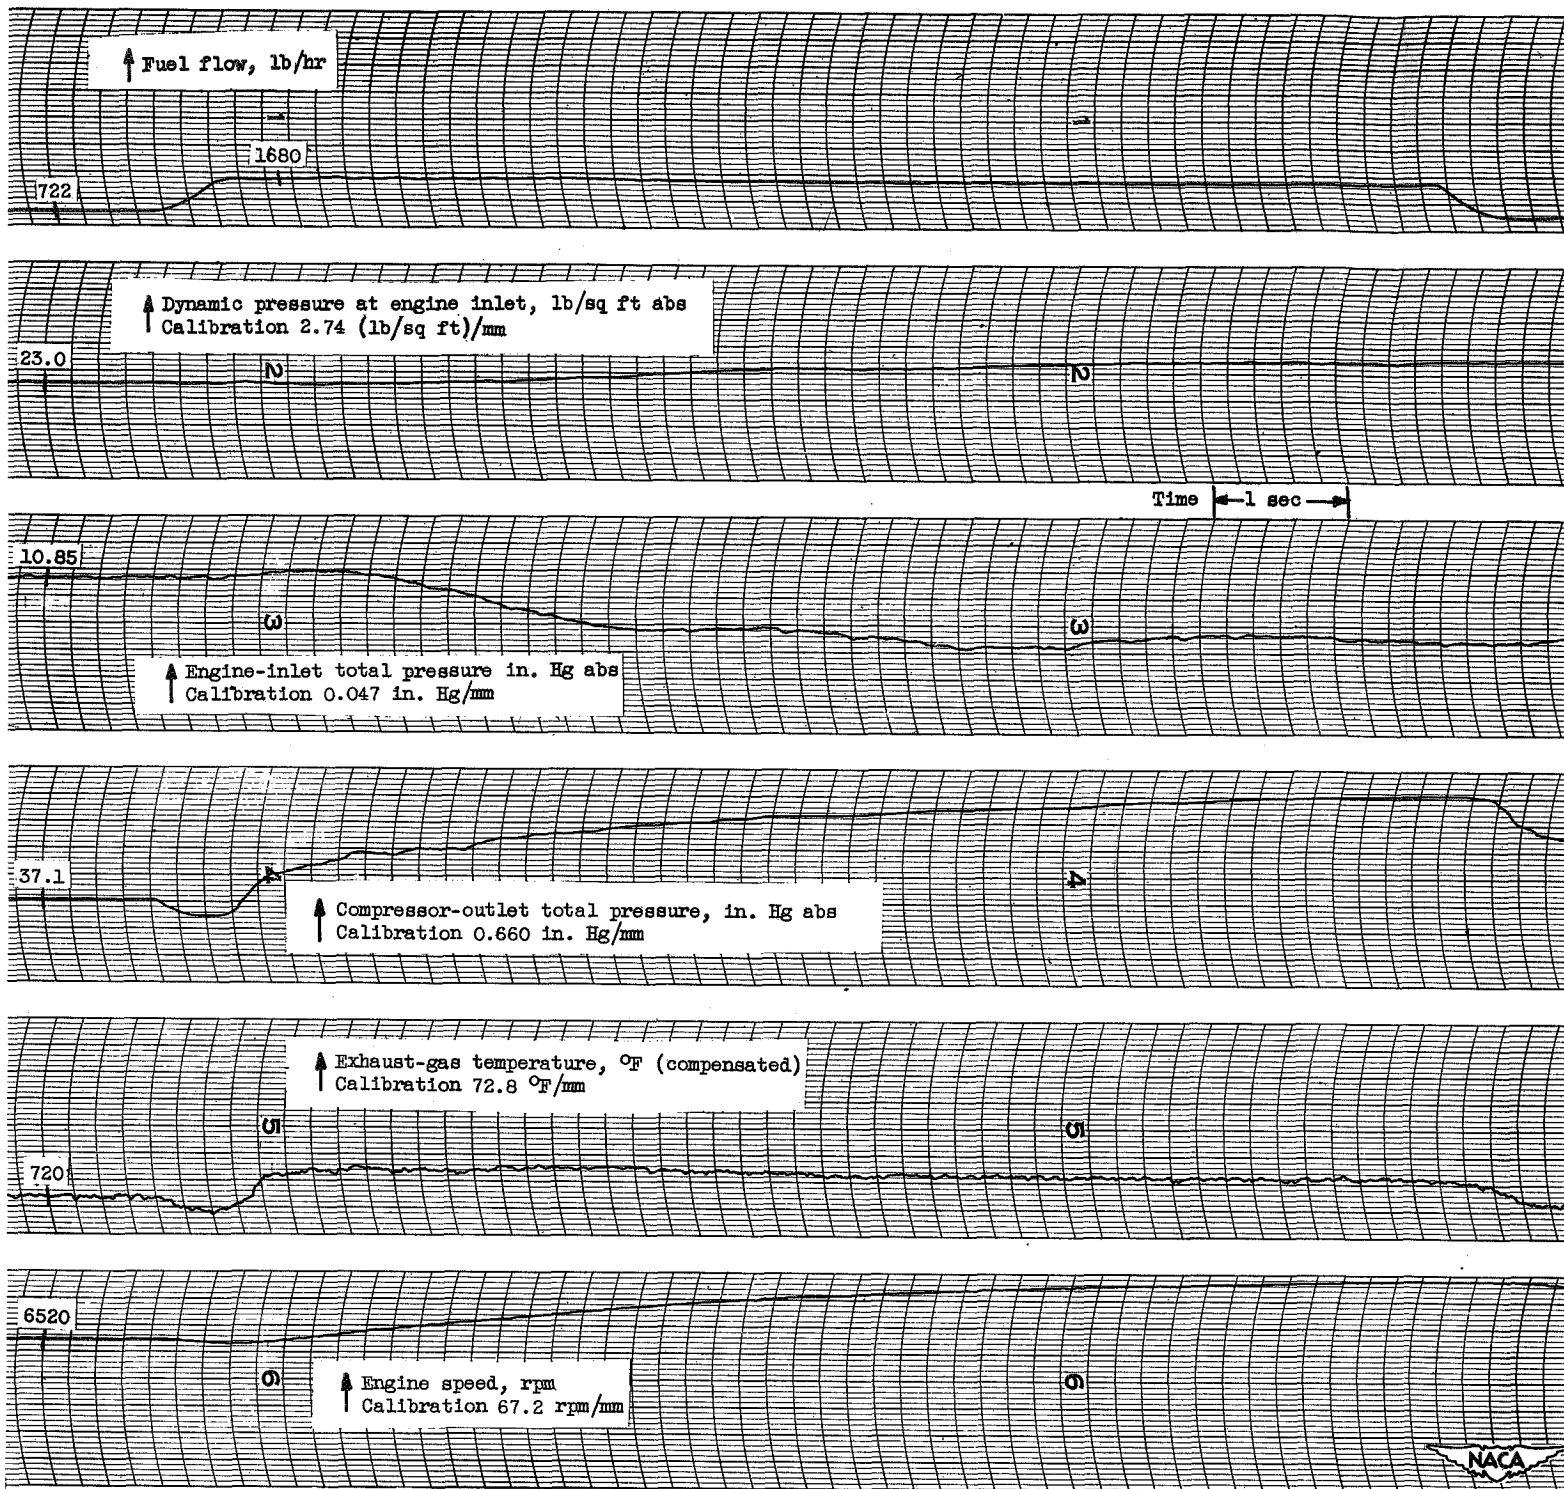 Fuel flow, lb/hr
1
1
1680
722
Dynamic pressure at engine inlet, lb/sq ft abs
Calibration 2.74 (lb/sq ft)/mm
23.0
2
2
Time 1 sec
10.85
3
3
Engine-inlet total pressure in. Hg abs
Calibration 0.047 in. Hg/mm
37.1
4
4
Compressor-outlet total pressure, in. Hg abs
Calibration 0.660 in. Hg/mm
Exhaust-gas temperature, °F (compensated)
Calibration 72.8 °F/mm
5
5
720
6520
6
6
Engine speed, rpm
Calibration 67.2 rpm/mm
NACA